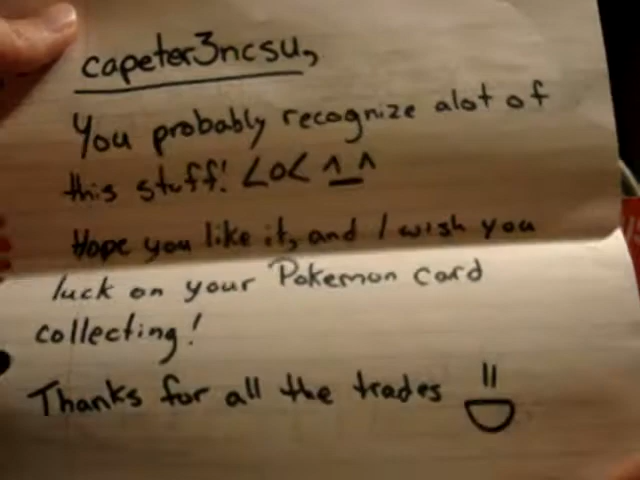 capeter3ncsu,
You probably recognize alot of
this stuff! LOL ^_^
Hope you like it, and I wish you
luck on your Pokemon card
collecting!
Thanks for all the trades =D